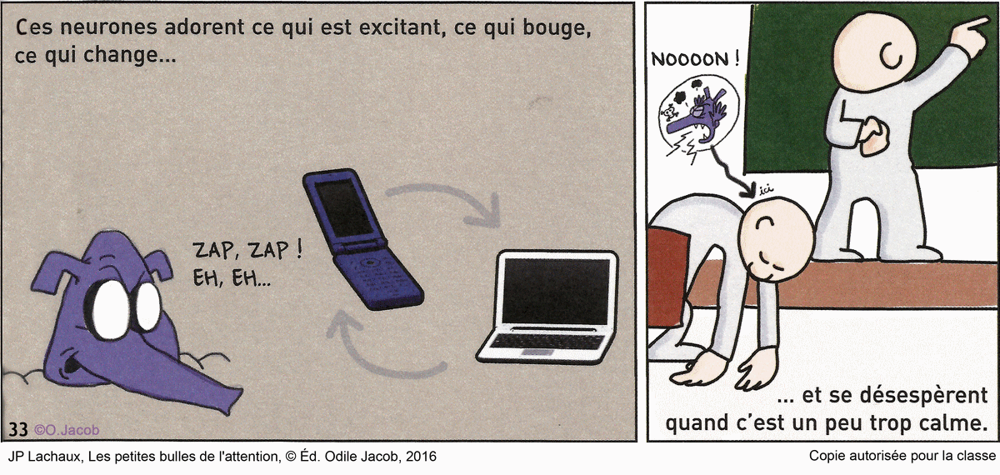 Ces neurones adorent ce qui est excitant, ce qui bouge,
ce qui change...
ZAP, ZAP !
EH, EH...
33 ©O.Jacob
NOOOON !
ici
... et se désespèrent
quand c'est un peu trop calme.
JP Lachaux, Les petites bulles de l'attention, © Éd. Odile Jacob, 2016
Copie autorisée pour la classe